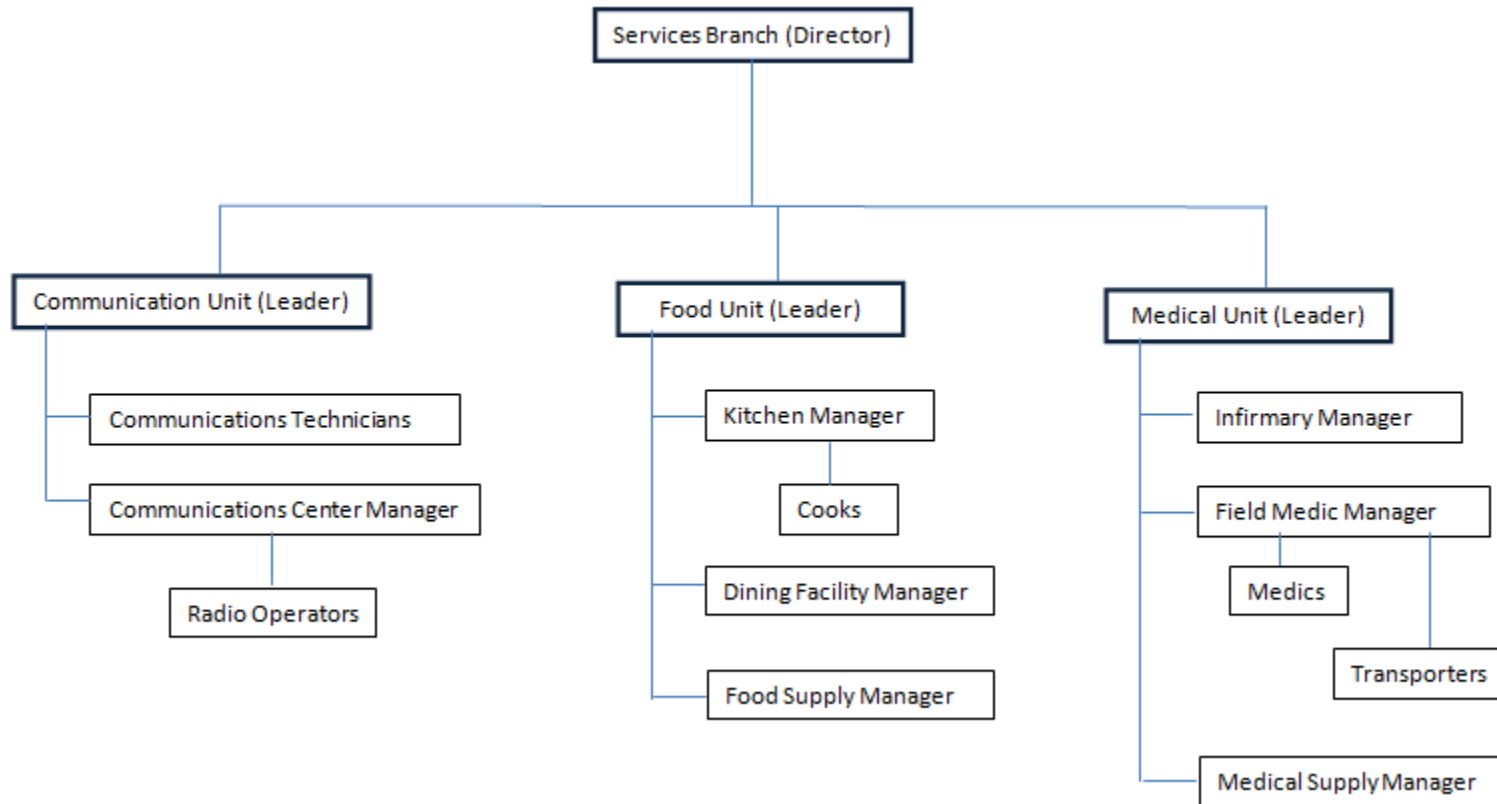 Services Branch (Director)
Communication Unit (Leader)
Communications Technicians
Communications Center Manager
Radio Operators
Food Unit (Leader)
Kitchen Manager
Cooks
Dining Facility Manager
Food Supply Manager
Medical Unit (Leader)
Infirmary Manager
Field Medic Manager
Medics
Transporters
Medical Supply Manager